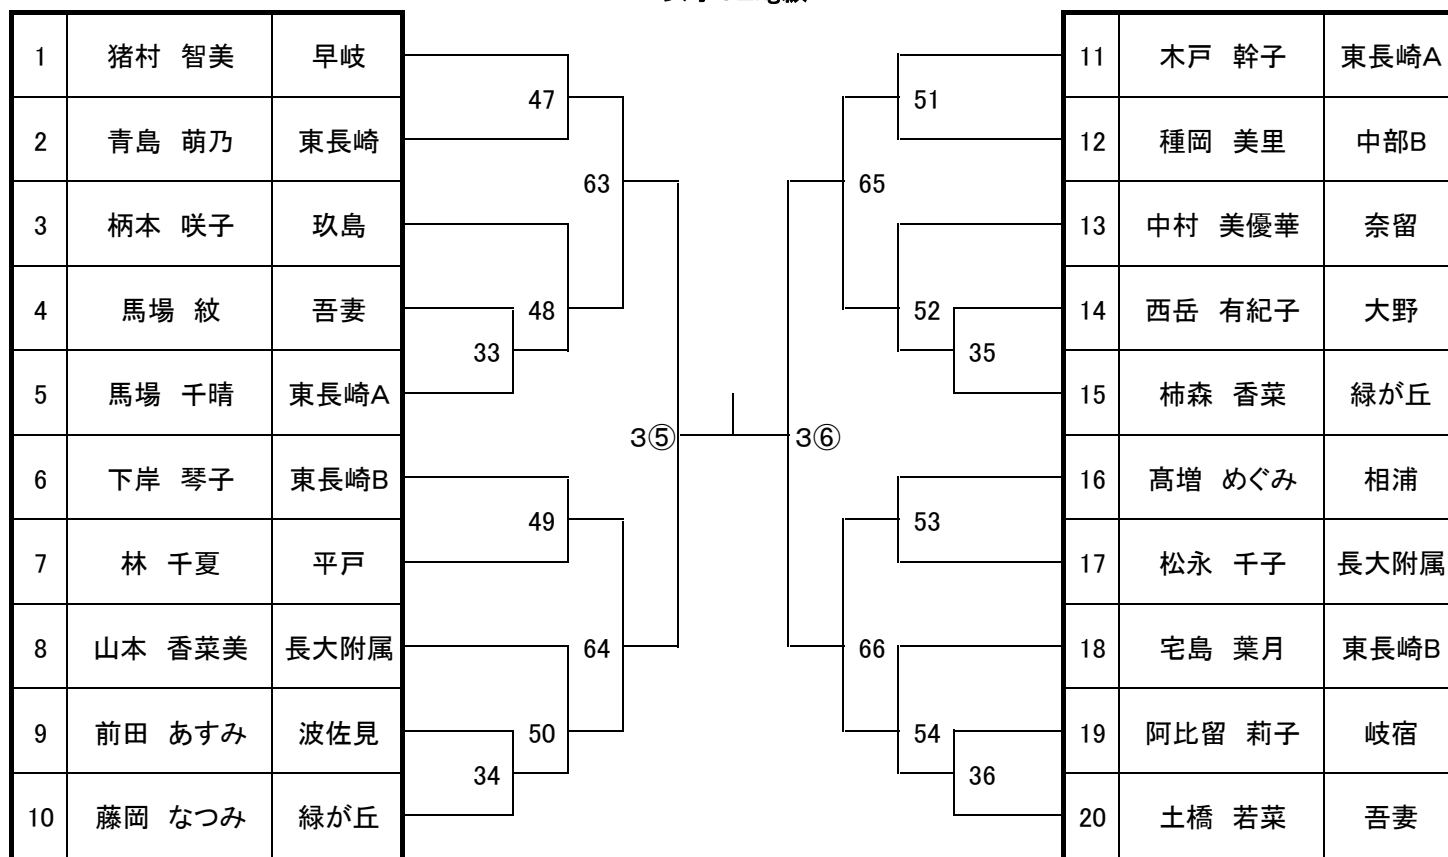 1 猪村 智美 早岐
2 青島 萌乃 東長崎
3 柄本 咲子 玖島
4 馬場 紋 吾妻
5 馬場 千晴 東長崎A
6 下岸 琴子 東長崎B
7 林 千夏 平戸
8 山本 香菜美 長大附属
9 前田 あすみ 波佐見
10 藤岡 なつみ 緑が丘
47
63
48
33
3⑤
49
64
50
34
51
65
52
35
3⑥
53
66
54
36
11 木戸 幹子 東長崎A
12 種岡 美里 中部B
13 中村 美優華 奈留
14 西岳 有紀子 大野
15 柿森 香菜 緑が丘
16 髙増 めぐみ 相浦
17 松永 千子 長大附属
18 宅島 葉月 東長崎B
19 阿比留 莉子 岐宿
20 土橋 若菜 吾妻